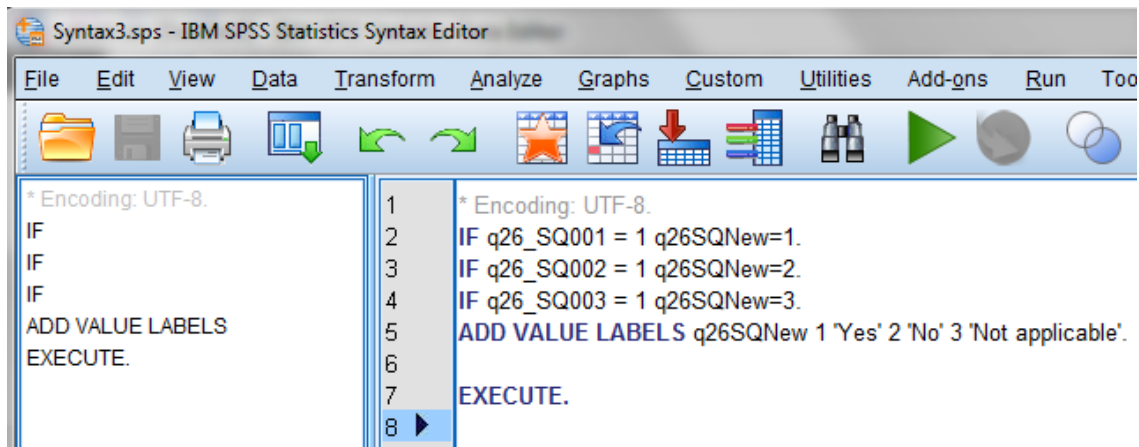 Syntax3.sps - IBM SPSS Statistics Syntax Editor
File Edit View Data Transform Analyze Graphs Custom Utilities Add-ons Run Too
* Encoding: UTF-8.
IF
IF
IF
ADD VALUE LABELS
EXECUTE.
1 * Encoding: UTF-8.
2 IF q26_SQ001 = 1 q26SQNew=1.
3 IF q26_SQ002 = 1 q26SQNew=2.
4 IF q26_SQ003 = 1 q26SQNew=3.
5 ADD VALUE LABELS q26SQNew 1 'Yes' 2 'No' 3 'Not applicable'.
6
7 EXECUTE.
8